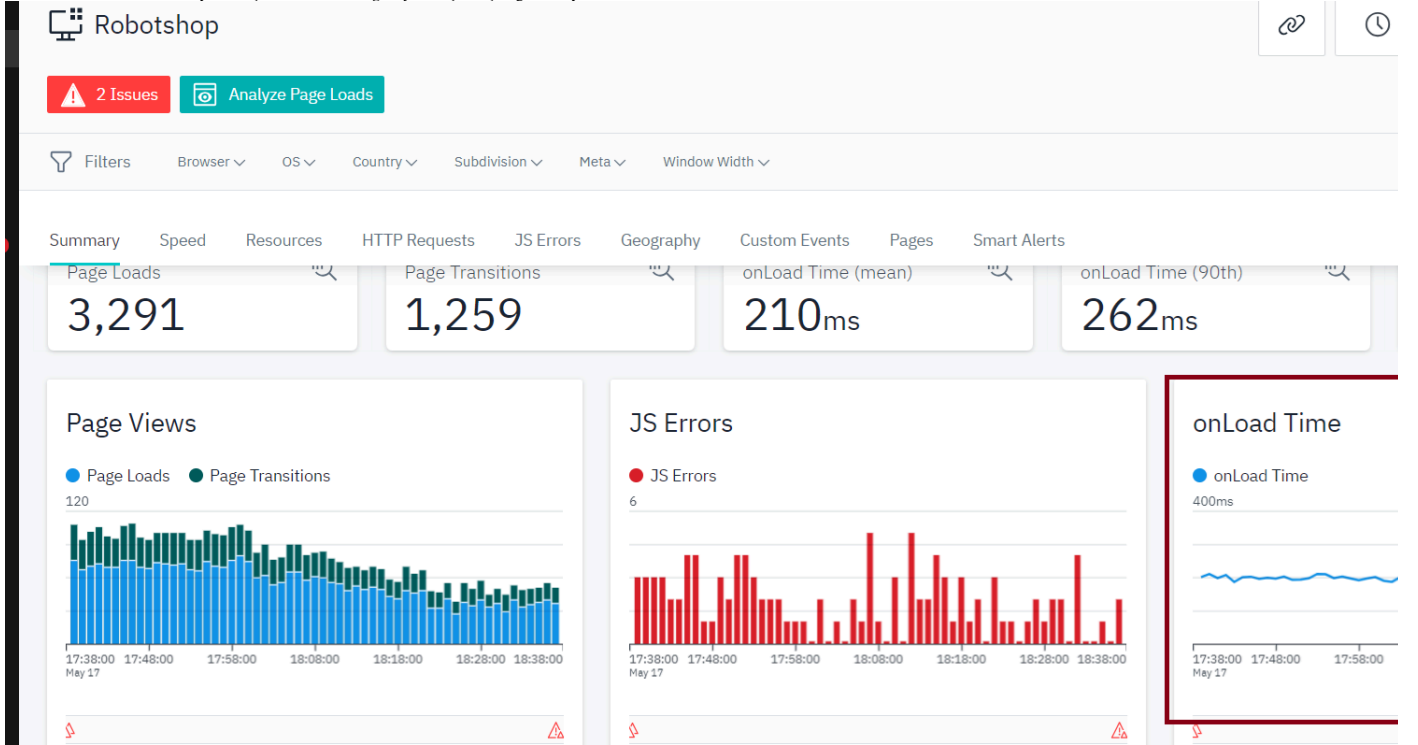 Robotshop
2 Issues
Analyze Page Loads
Filters Browser OS Country Subdivision Meta Window Width
Summary Speed Resources HTTP Requests JS Errors Geography Custom Events Pages Smart Alerts
Page Loads
3,291
Page Transitions
1,259
onLoad Time (mean)
210ms
onLoad Time (90th)
262ms
Page Views
Page Loads Page Transitions
120
17:38:00 17:48:00 17:58:00 18:08:00 18:18:00 18:28:00 18:38:00
May 17
JS Errors
JS Errors
6
17:38:00 17:48:00 17:58:00 18:08:00 18:18:00 18:28:00 18:38:00
May 17
onLoad Time
onLoad Time
400ms
17:38:00 17:48:00 17:58:00
May 17